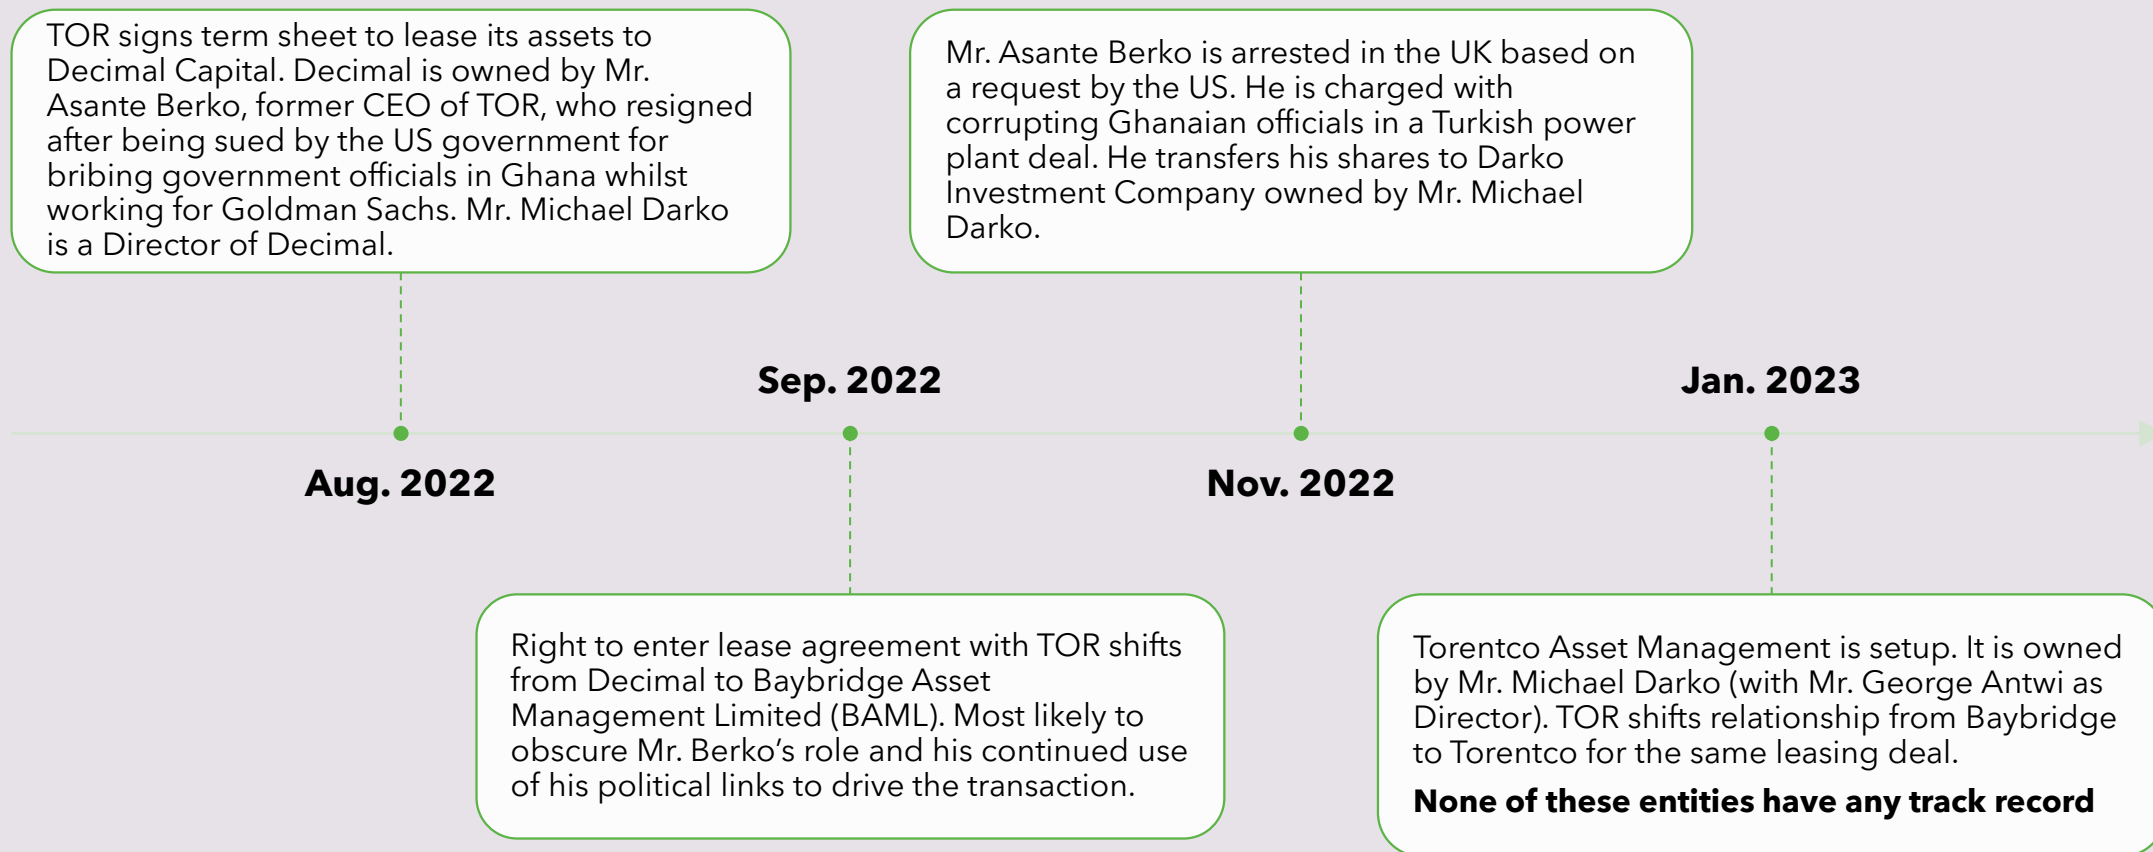 TOR signs term sheet to lease its assets to
Decimal Capital. Decimal is owned by Mr.
Asante Berko, former CEO of TOR, who resigned
after being sued by the US government for
bribing government officials in Ghana whilst
working for Goldman Sachs. Mr. Michael Darko
is a Director of Decimal.
Mr. Asante Berko is arrested in the UK based on
a request by the US. He is charged with
corrupting Ghanaian officials in a Turkish power
plant deal. He transfers his shares to Darko
Investment Company owned by Mr. Michael
Darko.
Sep. 2022
Jan. 2023
Aug. 2022
Nov. 2022
Right to enter lease agreement with TOR shifts
from Decimal to Baybridge Asset
Management Limited (BAML). Most likely to
obscure Mr. Berko’s role and his continued use
of his political links to drive the transaction.
Torentco Asset Management is setup. It is owned
by Mr. Michael Darko (with Mr. George Antwi as
Director). TOR shifts relationship from Baybridge
to Torentco for the same leasing deal.
None of these entities have any track record